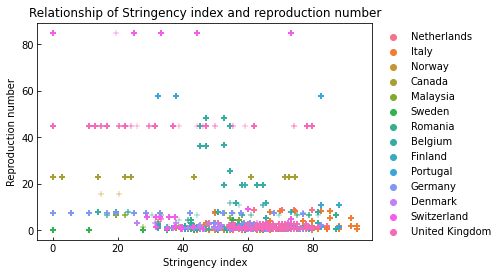 Relationship of Stringency index and reproduction number
Reproduction number
80
60
40
20
0
0
20
40
60
80
Stringency index
Netherlands
Italy
Norway
Canada
Malaysia
Sweden
Romania
Belgium
Finland
Portugal
Germany
Denmark
Switzerland
United Kingdom